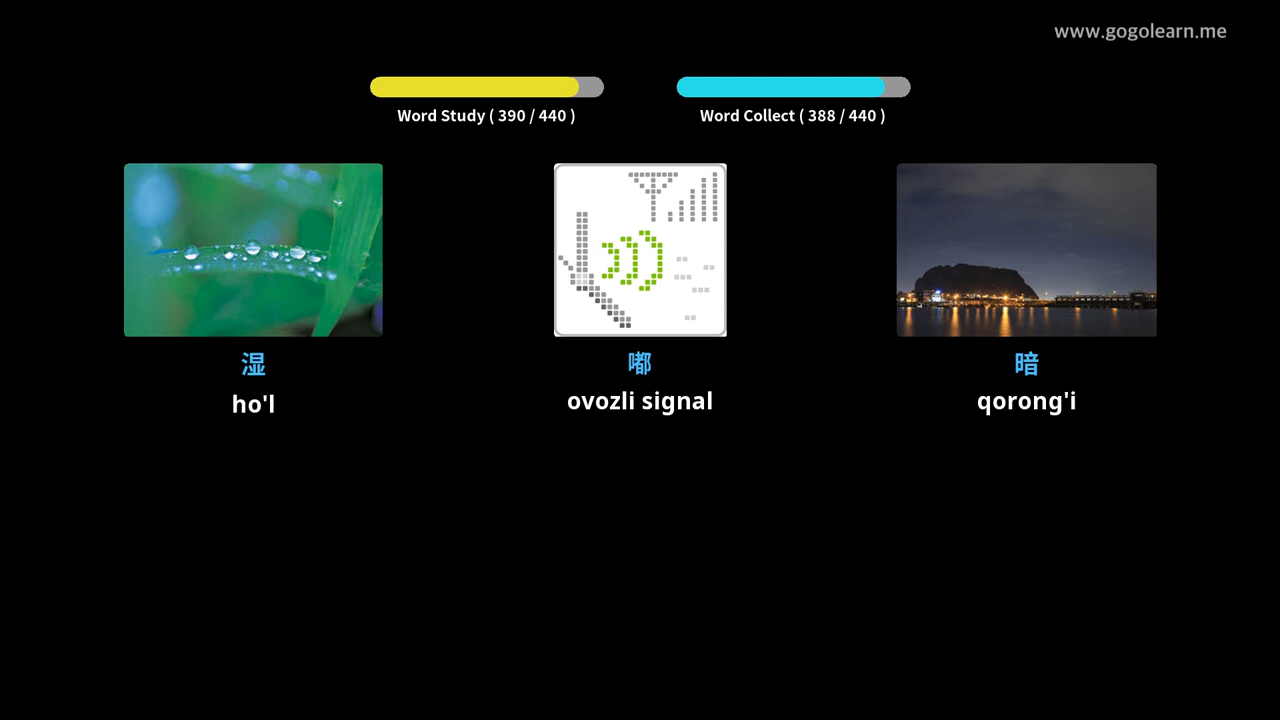 www.gogolearn.me
Word Study ( 390 / 440 )
Word Collect ( 388 / 440 )
湿
ho'l
嘟
ovozli signal
暗
qorong'i